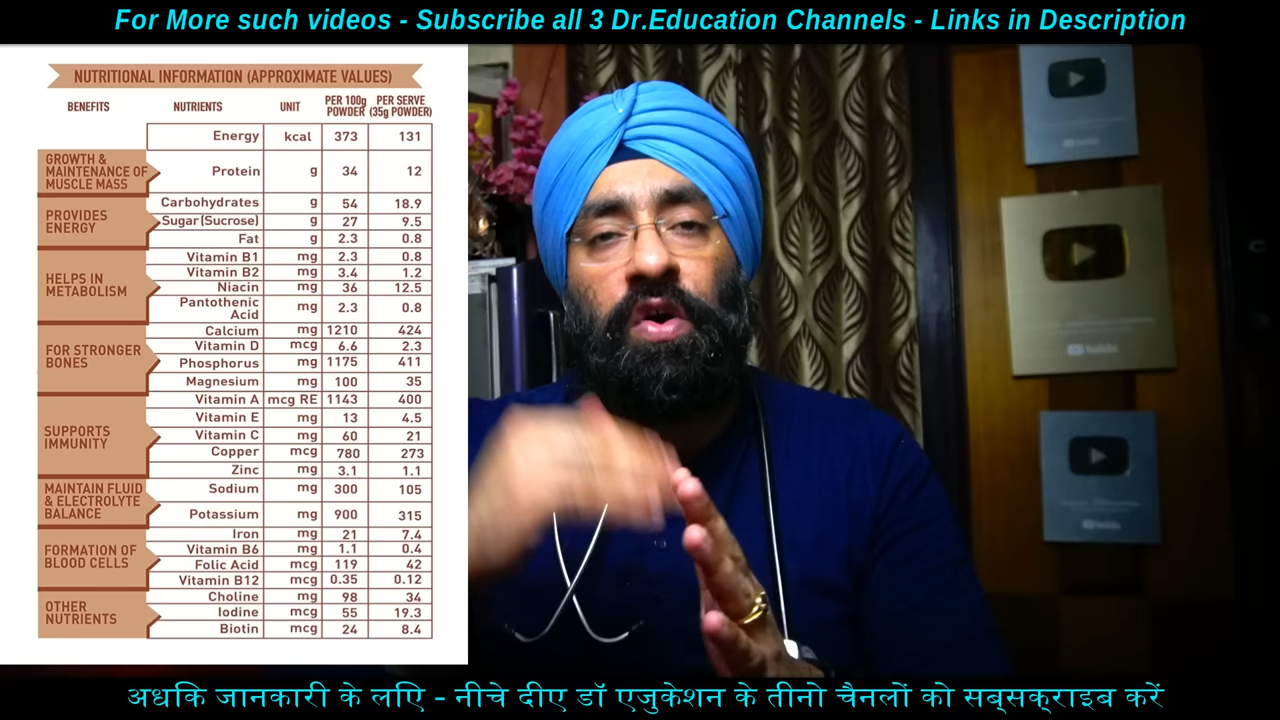 For More such videos - Subscribe all 3 Dr.Education Channels - Links in Description
NUTRITIONAL INFORMATION (APPROXIMATE VALUES)
BENEFITS NUTRIENTS UNIT PER 100g POWDER PER SERVE (35g POWDER)
Energy kcal 373 131
GROWTH & MAINTENANCE OF MUSCLE MASS
Protein g 34 12
PROVIDES ENERGY
Carbohydrates g 54 18.9
Sugar (Sucrose) g 27 9.5
Fat g 2.3 0.8
HELPS IN METABOLISM
Vitamin B1 mg 2.3 0.8
Vitamin B2 mg 3.4 1.2
Niacin mg 36 12.5
Pantothenic Acid mg 2.3 0.8
FOR STRONGER BONES
Calcium mg 1210 424
Vitamin D mcg 6.6 2.3
Phosphorus mg 1175 411
Magnesium mg 100 35
SUPPORTS IMMUNITY
Vitamin A mcg RE 1143 400
Vitamin E mg 13 4.5
Vitamin C mg 60 21
Copper mcg 780 273
Zinc mg 3.1 1.1
MAINTAIN FLUID & ELECTROLYTE BALANCE
Sodium mg 300 105
Potassium mg 900 315
FORMATION OF BLOOD CELLS
Iron mg 21 7.4
Vitamin B6 mg 1.1 0.4
Folic Acid mcg 119 42
Vitamin B12 mcg 0.35 0.12
OTHER NUTRIENTS
Choline mg 98 34
Iodine mcg 55 19.3
Biotin mcg 24 8.4
अधकि जानकारी के लएि - नीचे दीए डॉ एजुकेशन के तीनो चैनलों को सब्सक्राइब करें